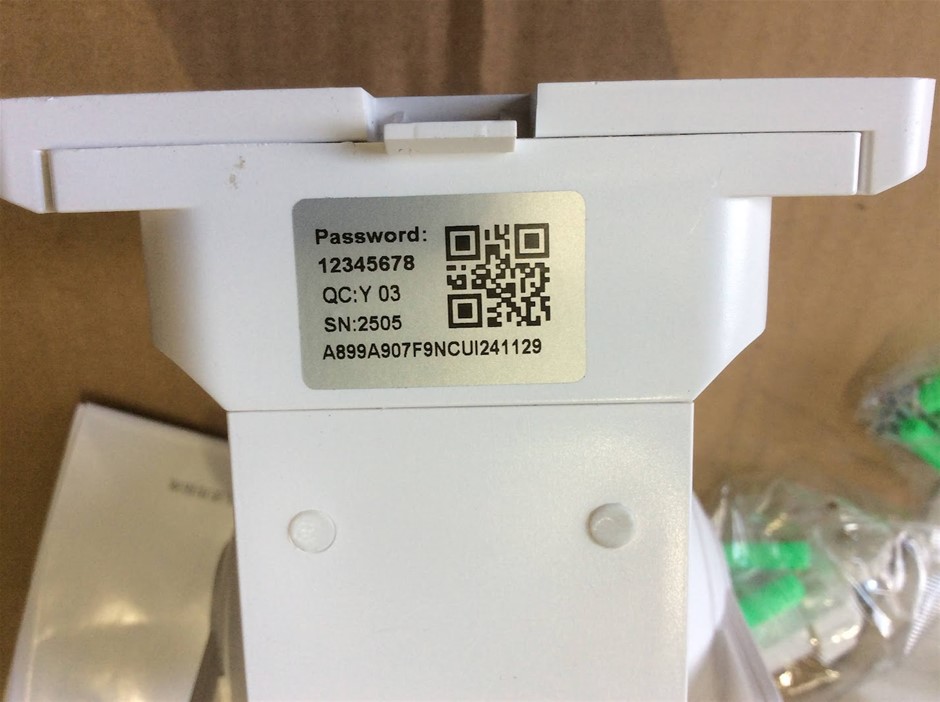 Password:
12345678
QC:Y 03
SN:2505
A899A907F9NCUI241129